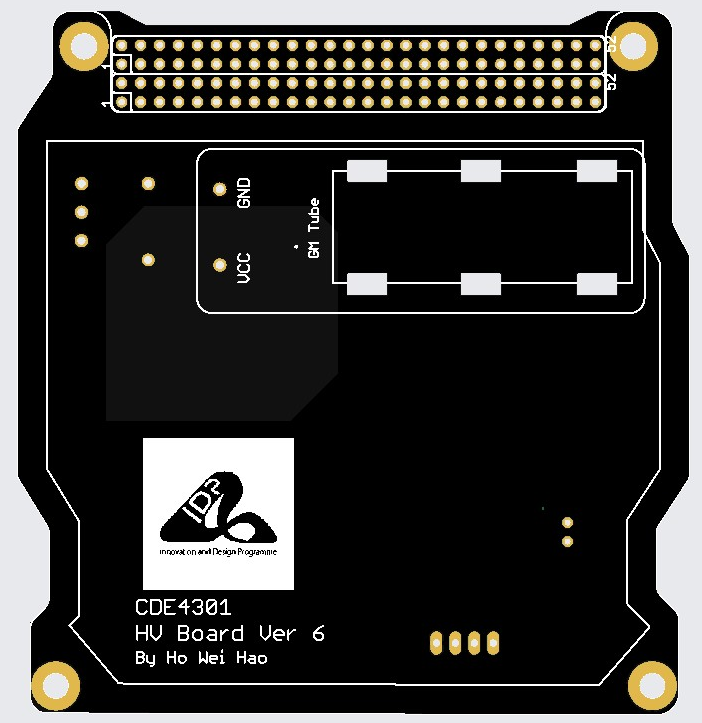 52
1
52
1
GND
GM Tube
VCC
IDP
Innovation and Design Programme
CDE4301
HV Board Ver 6
By Ho Wei Hao